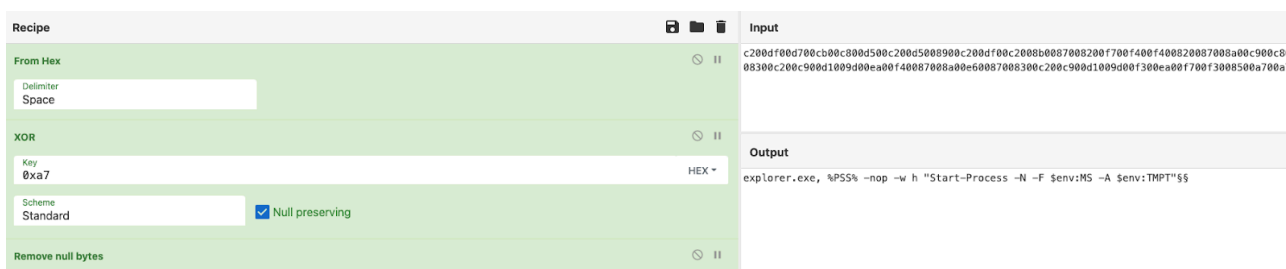 Recipe
Input
From Hex
Delimiter
Space
XOR
Key
0xa7
HEX
Scheme
Standard
Null preserving
Remove null bytes
c200df00d700cb00c800d500c200d5008900c200df00c2008b0087008200f700f400f400820087008a00c900c8
08300c200c900d1009d00ea00f40087008a00e60087008300c200c900d1009d00f300ea00f700f3008500a700a
Output
explorer.exe, %PSS% -nop -w h "Start-Process -N -F $env:MS -A $env:TMPT"§§